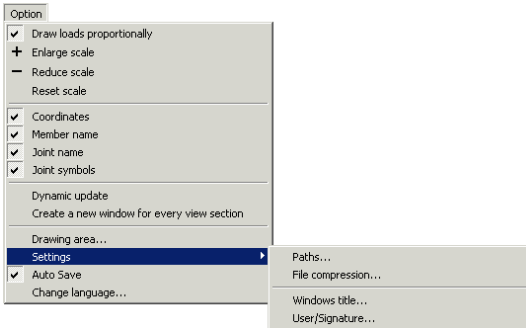 Option
Draw loads proportionally
Enlarge scale
Reduce scale
Reset scale
Coordinates
Member name
Joint name
Joint symbols
Dynamic update
Create a new window for every view section
Drawing area...
Settings
Auto Save
Change language...
Paths...
File compression...
Windows title...
User/Signature...